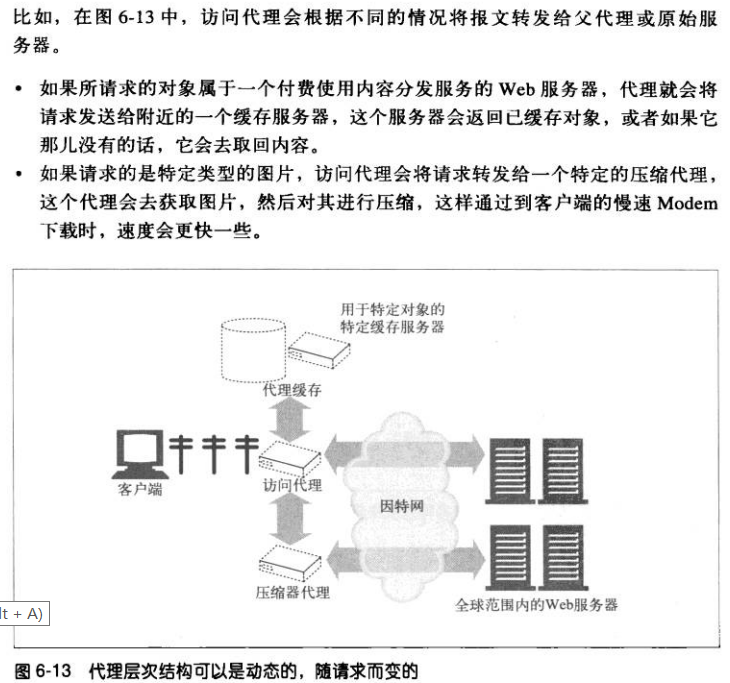 比如，在图 6-13 中，访问代理会根据不同的情况将报文转发给父代理或原始服
务器。
• 如果所请求的对象属于一个付费使用内容分发服务的 Web 服务器，代理就会将
请求发送给附近的一个缓存服务器，这个服务器会返回已缓存对象，或者如果它
那儿没有的话，它会去取回内容。
• 如果请求的是特定类型的图片，访问代理会将请求转发给一个特定的压缩代理，
这个代理会去获取图片，然后对其进行压缩，这样通过到客户端的慢速 Modem
下载时，速度会更快一些。
用于特定对象的
特定缓存服务器
代理缓存
客户端
访问代理
因特网
压缩器代理
全球范围内的Web服务器
lt + A)
图 6-13 代理层次结构可以是动态的，随请求而变的